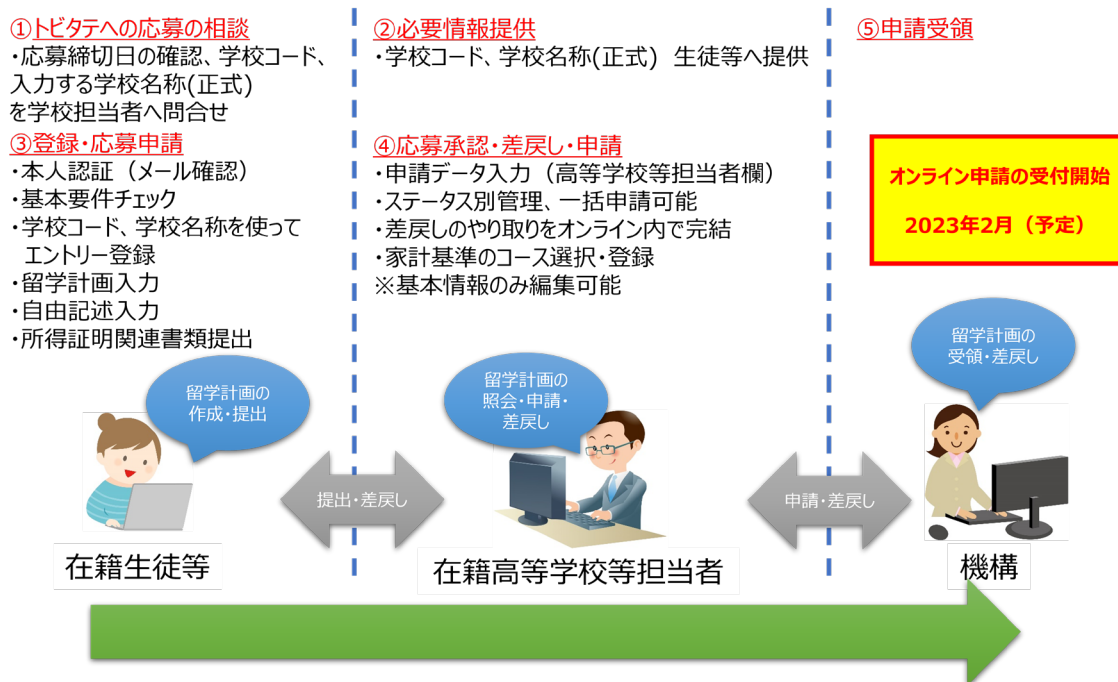 ①トビタテへの応募の相談
・応募締切日の確認、学校コード、
入力する学校名称(正式)
を学校担当者へ問合せ
③登録・応募申請
・本人認証（メール確認）
・基本要件チェック
・学校コード、学校名称を使って
エントリー登録
・留学計画入力
・自由記述入力
・所得証明関連書類提出
②必要情報提供
・学校コード、学校名称(正式) 生徒等へ提供
④応募承認・差戻し・申請
・申請データ入力（高等学校等担当者欄）
・ステータス別管理、一括申請可能
・差戻しのやり取りをオンライン内で完結
・家計基準のコース選択・登録
※基本情報のみ編集可能
⑤申請受領
オンライン申請の受付開始
2023年2月（予定）
留学計画の
作成・提出
留学計画の
照会・申請・
差戻し
留学計画の
受領・差戻し
提出・差戻し
申請・差戻し
在籍生徒等
在籍高等学校等担当者
機構